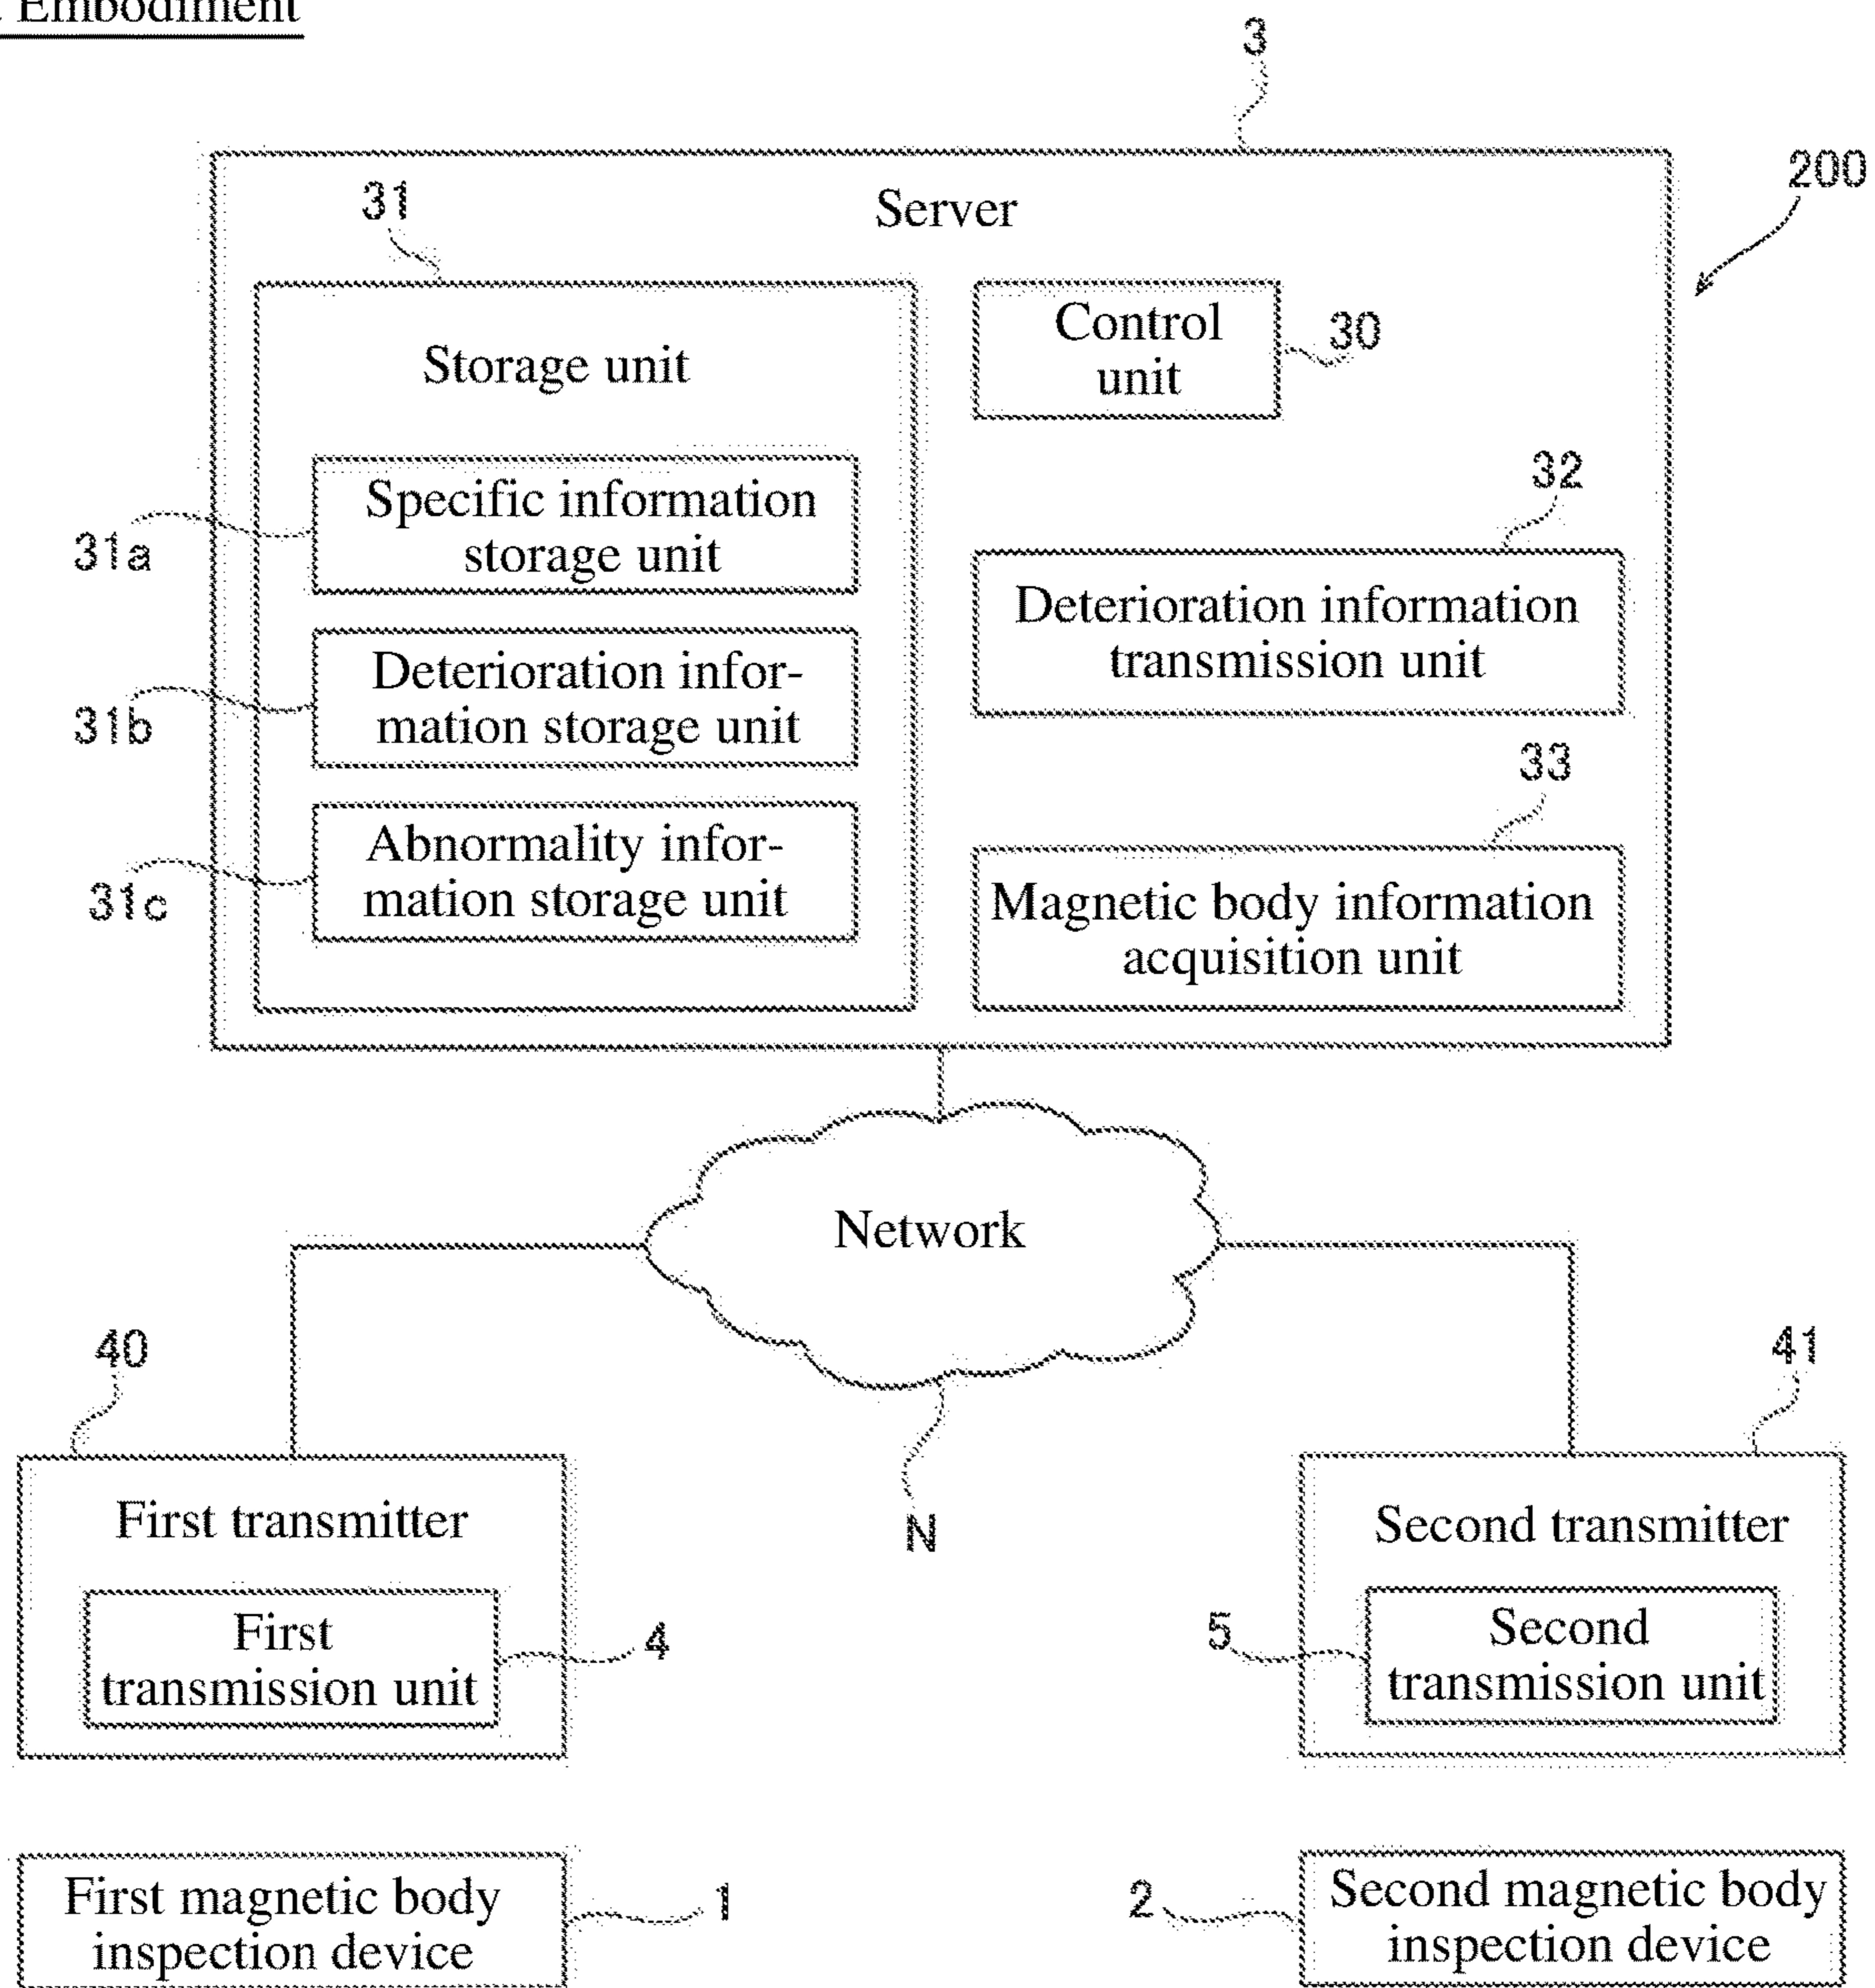 Embodiment
3
200
Server
31
Storage unit
Control
unit
30
31a
Specific information
storage unit
32
Deterioration information
transmission unit
31b
Deterioration infor-
mation storage unit
33
31c
Abnormality infor-
mation storage unit
Magnetic body information
acquisition unit
Network
N
40
First transmitter
First
transmission unit
4
41
Second transmitter
5
Second
transmission unit
First magnetic body
inspection device
1
2
Second magnetic body
inspection device